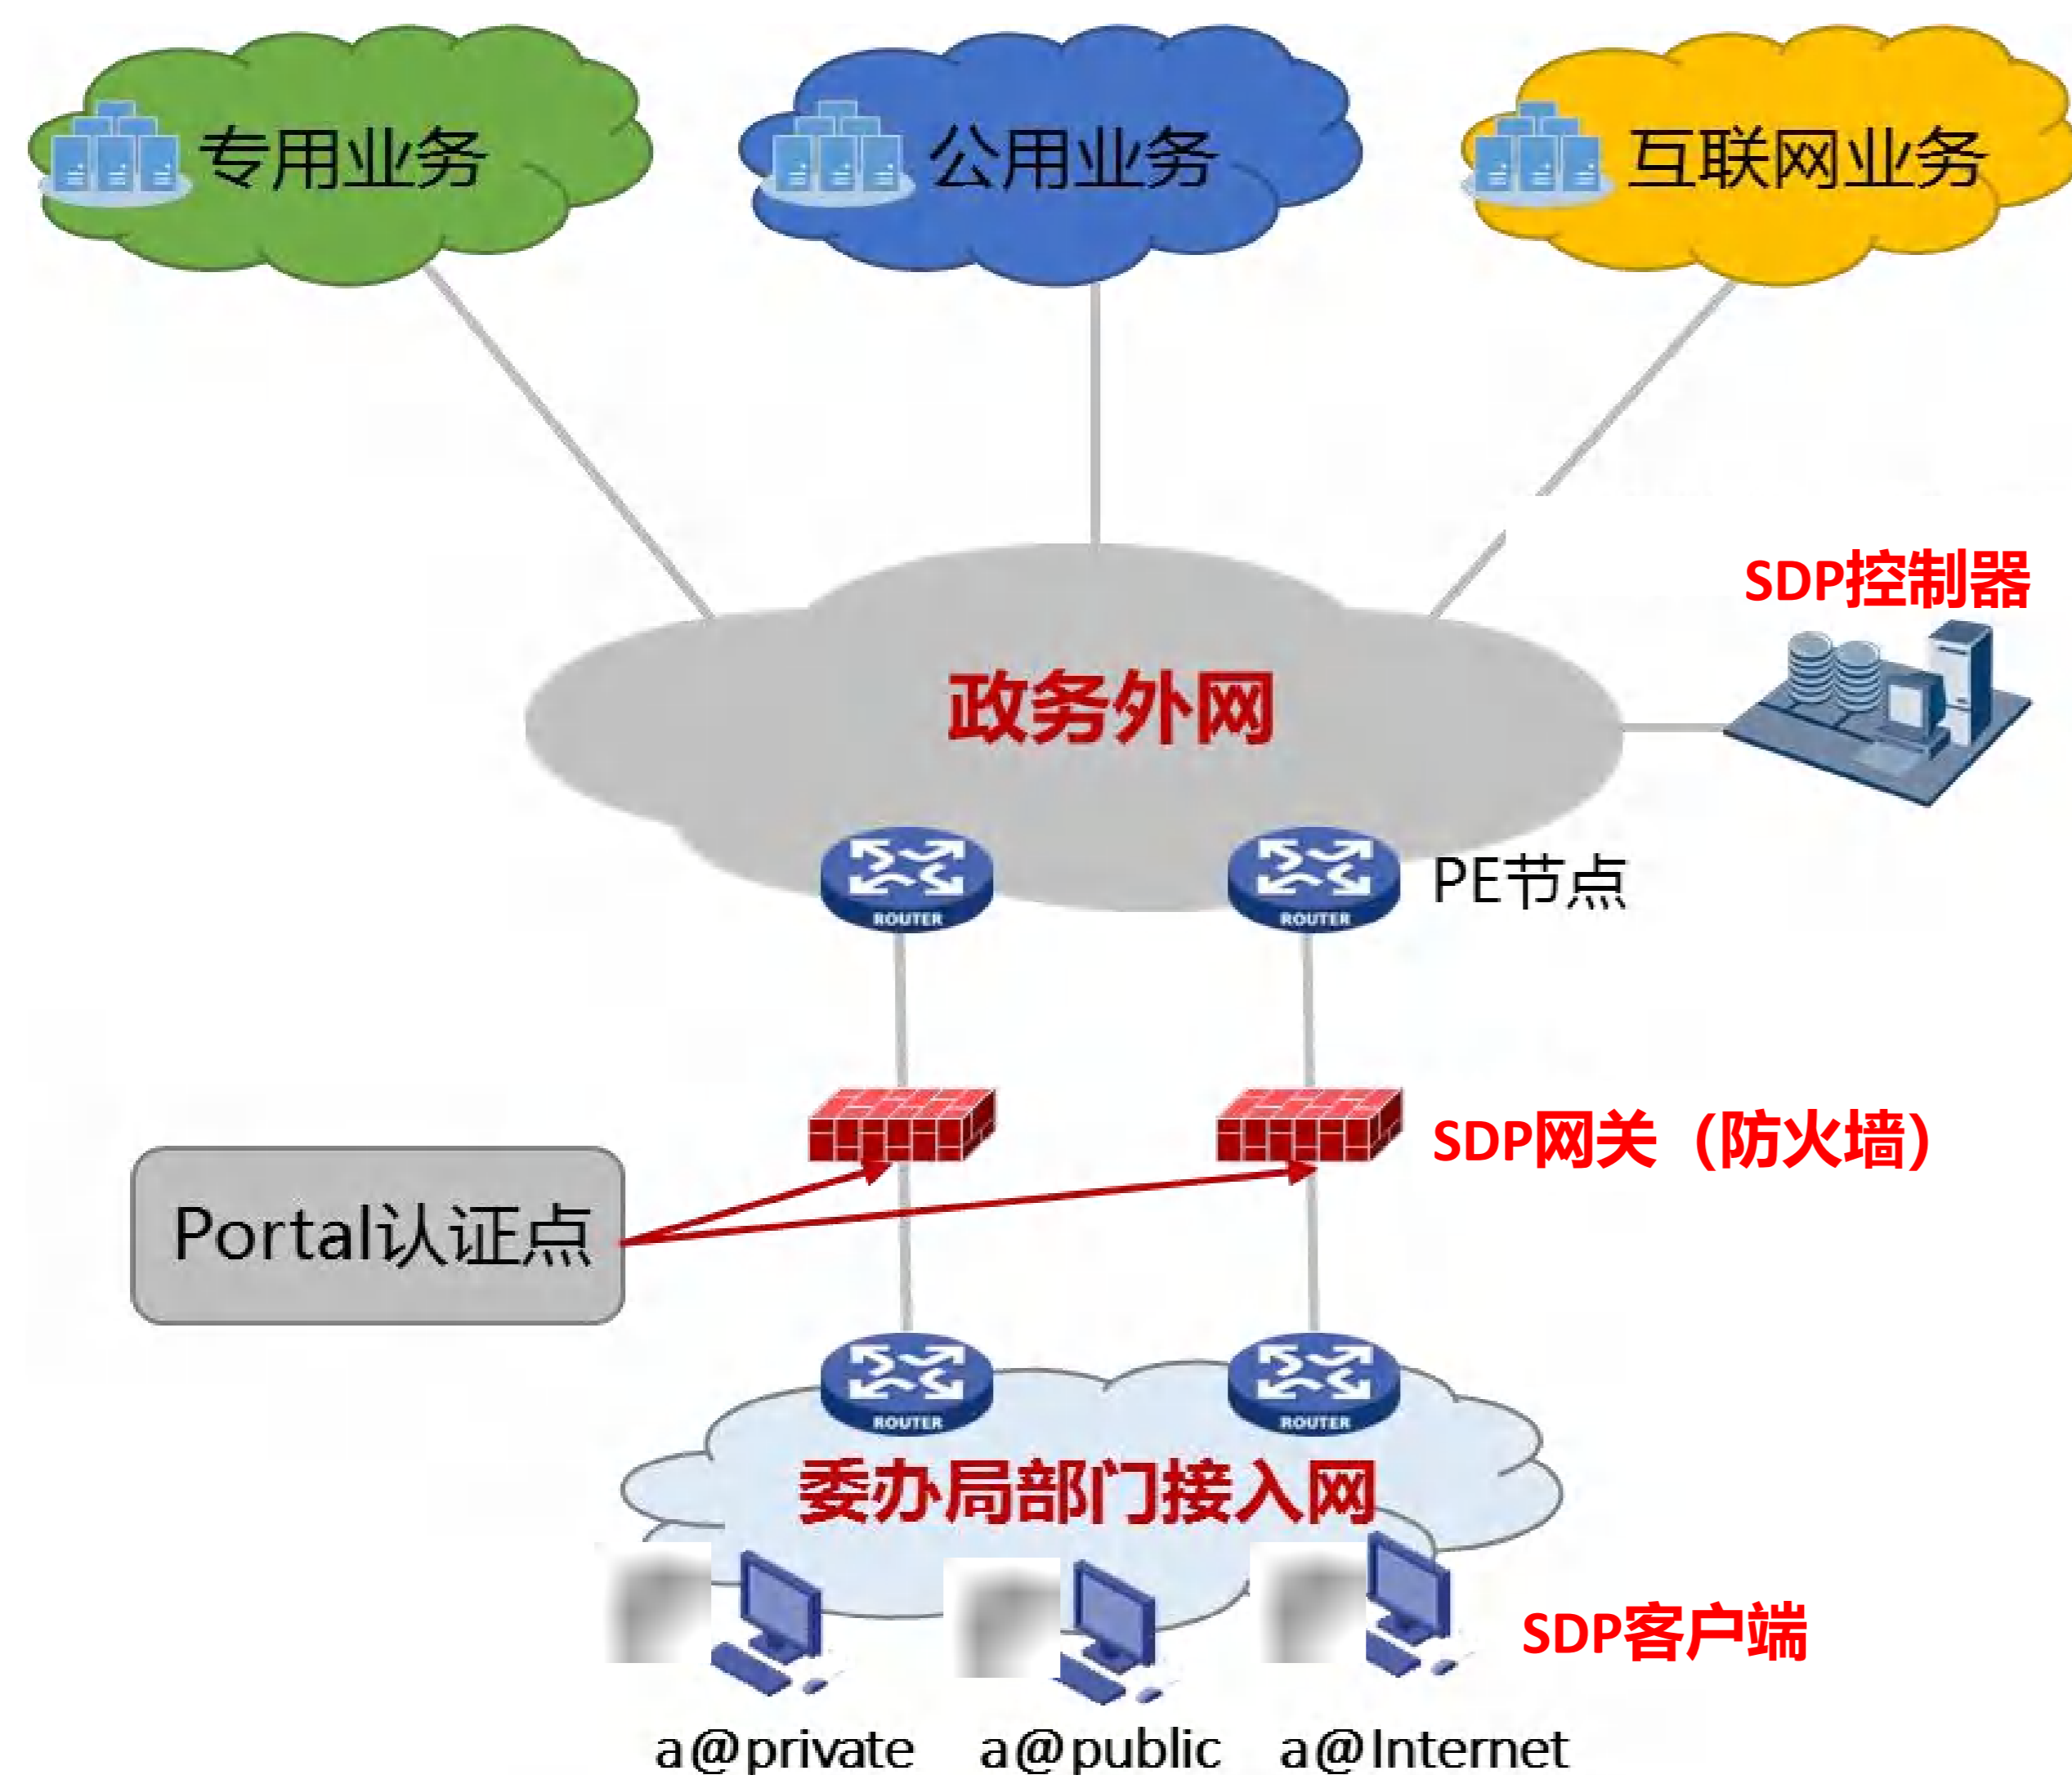 专用业务
公用业务
互联网业务
SDP控制器
政务外网
ROUTER
ROUTER
PE节点
SDP网关（防火墙）
Portal认证点
ROUTER
ROUTER
委办局部门接入网
SDP客户端
a@private
a@public
a@Internet